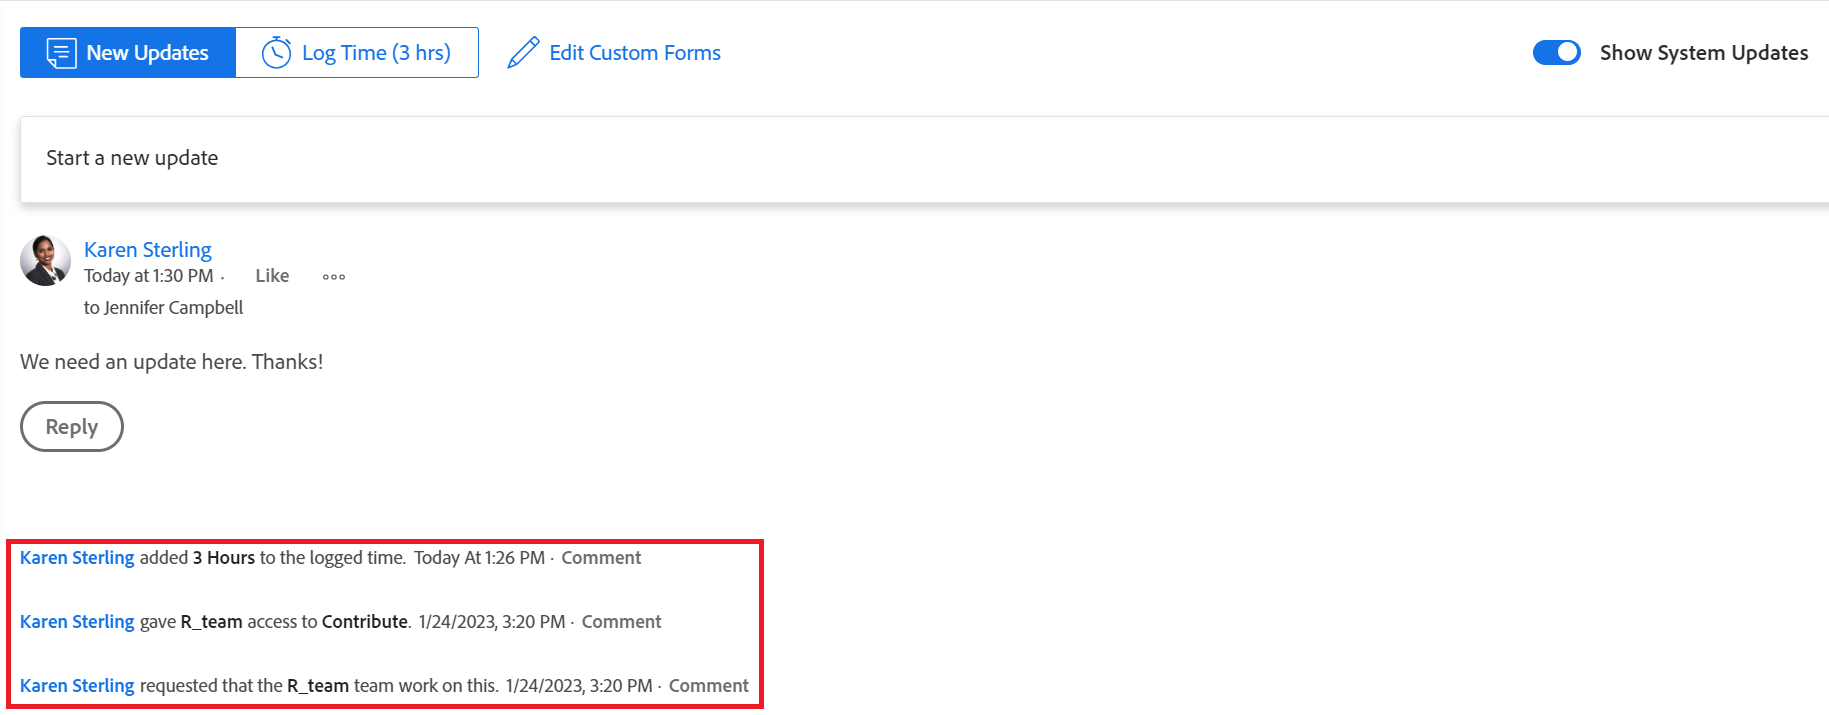 New Updates Log Time (3 hrs) Edit Custom Forms Show System Updates
Start a new update
Karen Sterling
Today at 1:30 PM · Like
to Jennifer Campbell
We need an update here. Thanks!
Reply
Karen Sterling added 3 Hours to the logged time. Today At 1:26 PM · Comment
Karen Sterling gave R_team access to Contribute. 1/24/2023, 3:20 PM · Comment
Karen Sterling requested that the R_team team work on this. 1/24/2023, 3:20 PM · Comment